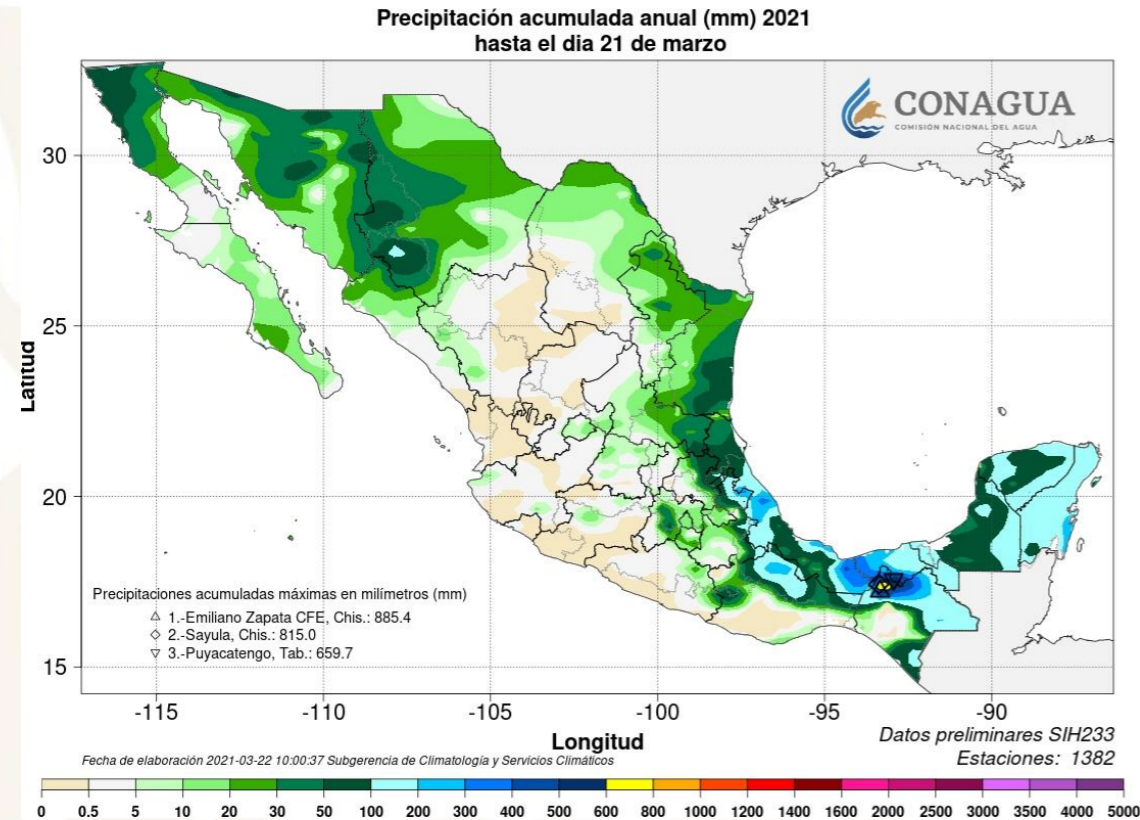 Precipitación acumulada anual (mm) 2021
hasta el dia 21 de marzo
CONAGUA
COMISIÓN NACIONAL DEL AGUA
30
25
20
15
Latitud
Precipitaciones acumuladas máximas en milímetros (mm)
1.-Emiliano Zapata CFE, Chis.: 885.4
2.-Sayula, Chis.: 815.0
3.-Puyacatengo, Tab.: 659.7
-115 -110 -105 -100 -95 -90
Longitud
Datos preliminares SIH233
Estaciones: 1382
Fecha de elaboración 2021-03-22 10:00:37 Subgerencia de Climatología y Servicios Climáticos
0 0.5 5 10 20 30 50 100 200 300 400 500 600 800 1000 1200 1400 1600 2000 2500 3000 3500 4000 5000